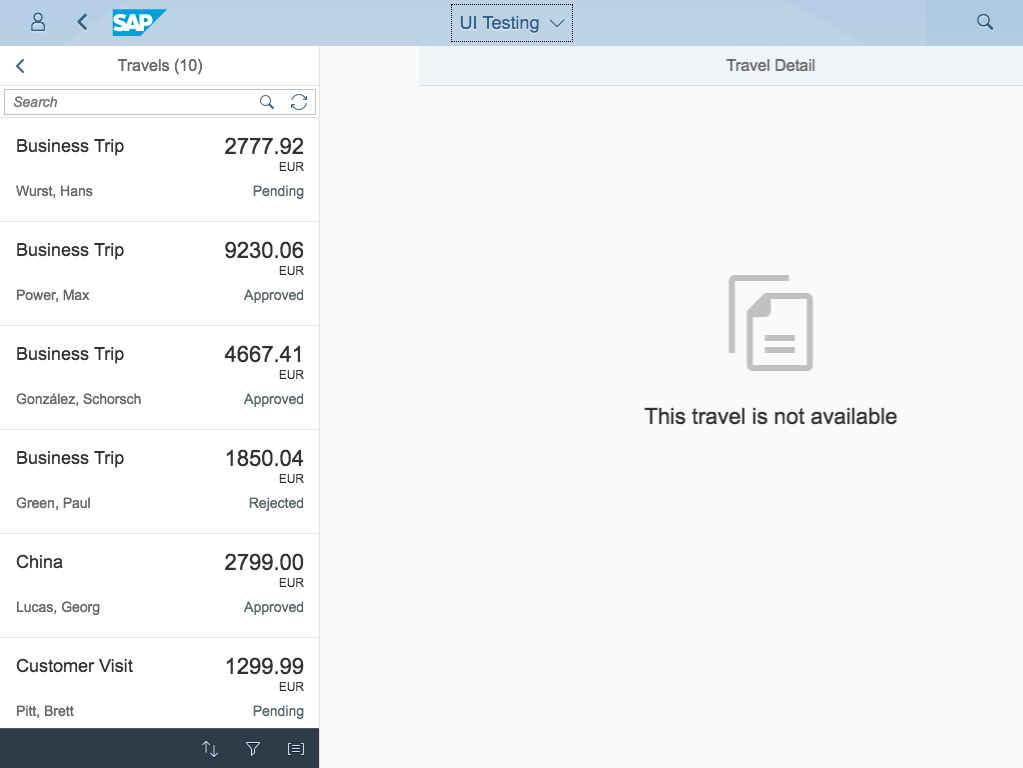 SAP
UI Testing
Travels (10)
Travel Detail
Search
Business Trip
2777.92
EUR
Wurst, Hans
Pending
Business Trip
9230.06
EUR
Power, Max
Approved
Business Trip
4667.41
EUR
González, Schorsch
Approved
Business Trip
1850.04
EUR
Green, Paul
Rejected
China
2799.00
EUR
Lucas, Georg
Approved
Customer Visit
1299.99
EUR
Pitt, Brett
Pending
This travel is not available